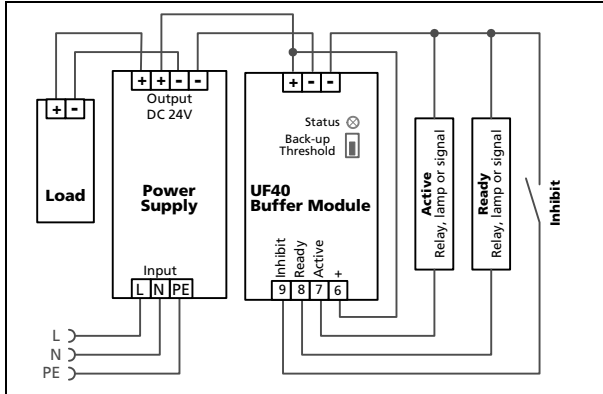 + + - -
Output
DC 24V
+ -
Load
Power
Supply
Input
L N PE
L
N
PE
+ - -
Status
Back-up
Threshold
UF40
Buffer Module
Inhibit
Ready
Active
+
9 8 7 6
Active
Relay, lamp or signal
Ready
Relay, lamp or signal
Inhibit